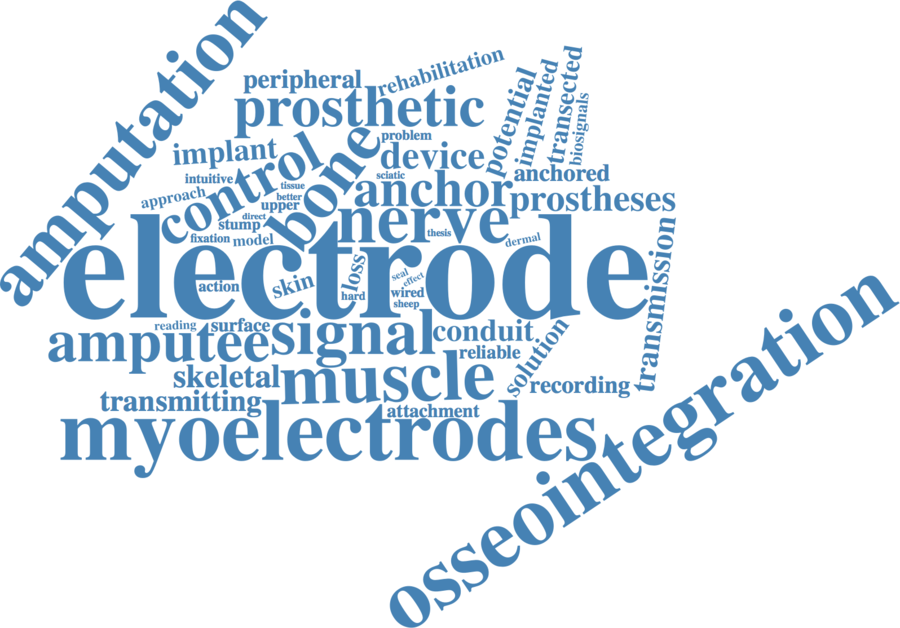 amputation
peripheral
rehabilitation
prosthetic
potential
implanted
transected
biosignals
problem
implant
control
bone
device
sciatic
anchored
intuitive
tissue
approach
better
upper
anchor
prostheses
direct
stump
nerve
thesis
fixation
model
dermal
electrode
transmission
action
skin
loss
hard
seal
effect
wired
sheep
reading
surface
amputee
signal
conduit
reliable
solution
skeletal
muscle
recording
transmitting
attachment
myoelectrodes
osseointegration